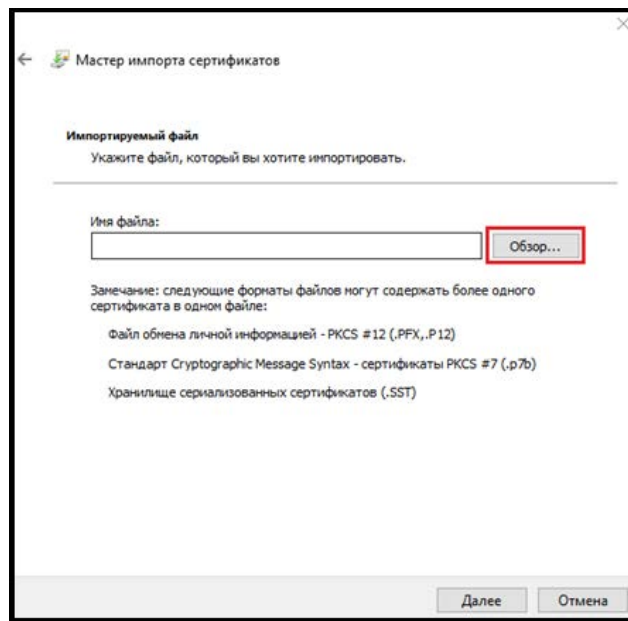 Мастер импорта сертификатов
Импортируемый файл
Укажите файл, который вы хотите импортировать.
Имя файла:
Обзор...
Замечание: следующие форматы файлов могут содержать более одного
сертификата в одном файле:
Файл обмена личной информацией - PKCS #12 (.PFX,.P12)
Стандарт Cryptographic Message Syntax - сертификаты PKCS #7 (.p7b)
Хранилище сериализованных сертификатов (.SST)
Далее
Отмена